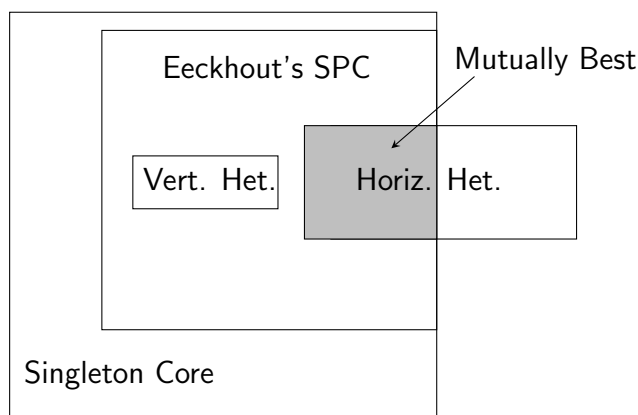 Eeckhout's SPC
Mutually Best
Vert. Het.
Horiz. Het.
Singleton Core